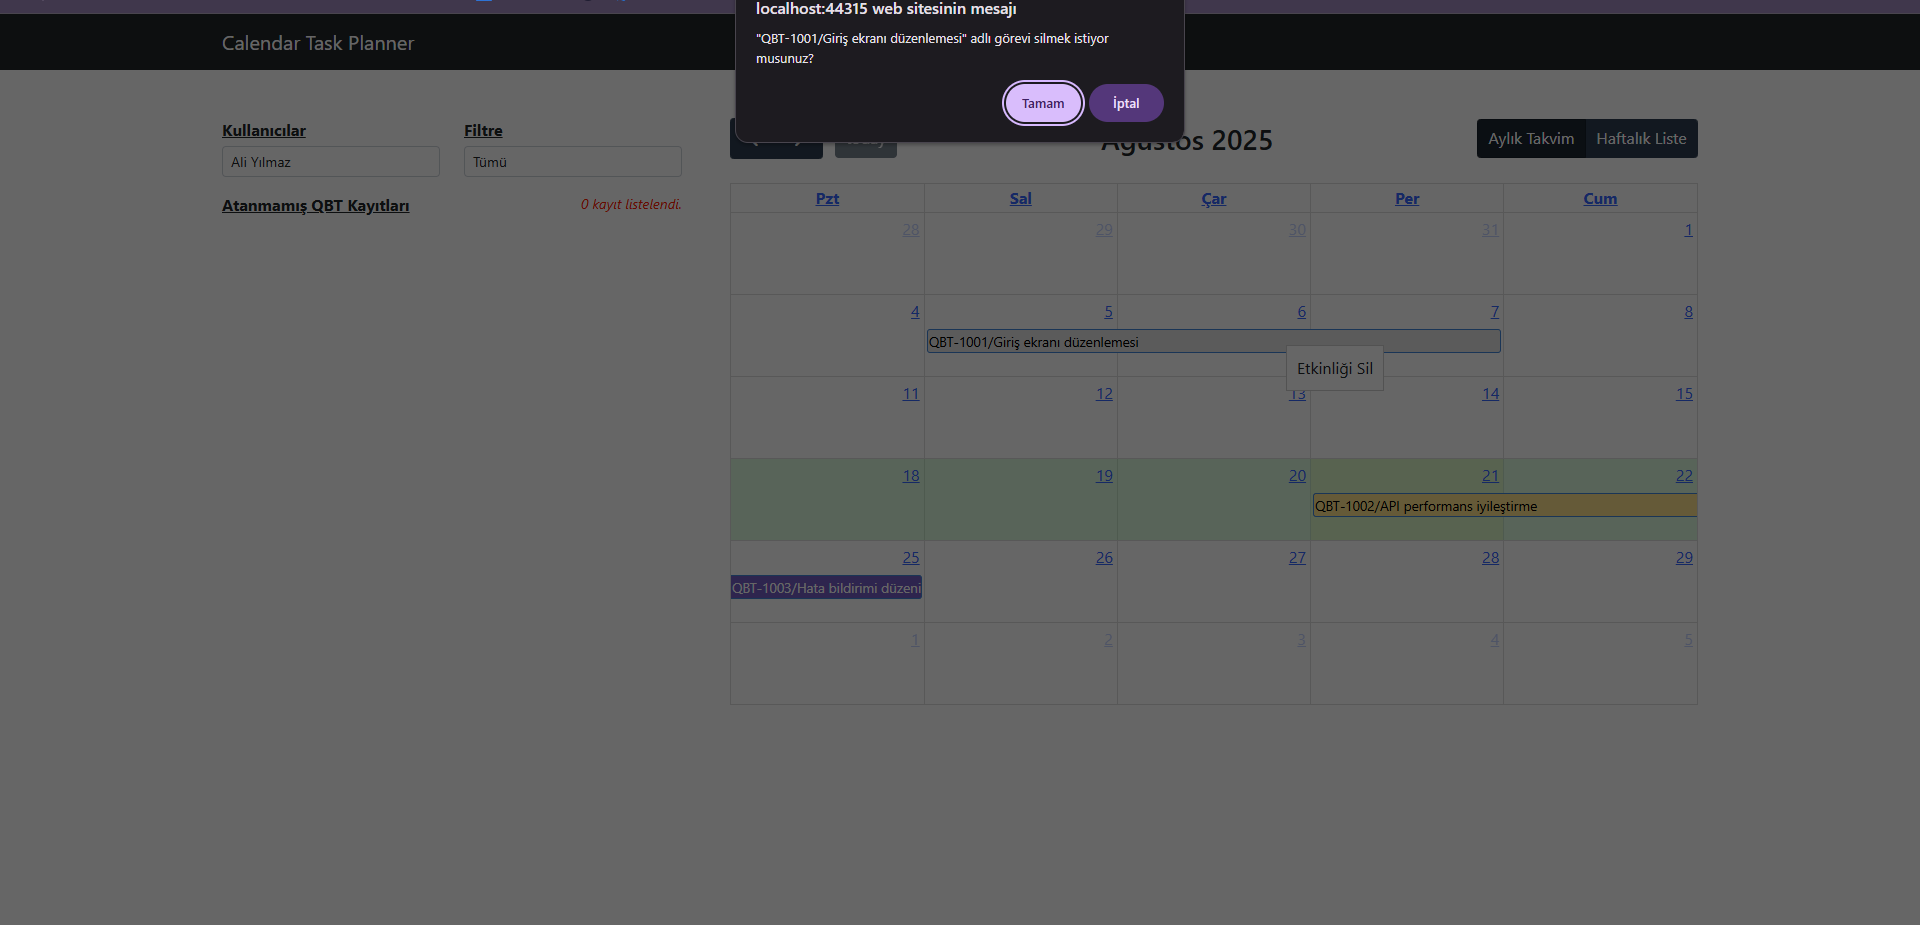 localhost:44315 web sitesinin mesajı
"QBT-1001/Giriş ekranı düzenlemesi" adlı görevi silmek istiyor
musunuz?
Tamam İptal
Calendar Task Planner
Kullanıcılar Filtre
Ali Yılmaz Tümü
Atanmamış QBT Kayıtları 0 kayıt listelendi.
today Ağustos 2025 Aylık Takvim Haftalık Liste
Pzt Sal Çar Per Cum
28 29 30 31 1
4 5 6 7 8
QBT-1001/Giriş ekranı düzenlemesi
Etkinliği Sil
11 12 13 14 15
18 19 20 21 22
QBT-1002/API performans iyileştirme
25 26 27 28 29
QBT-1003/Hata bildirimi düzeni
1 2 3 4 5